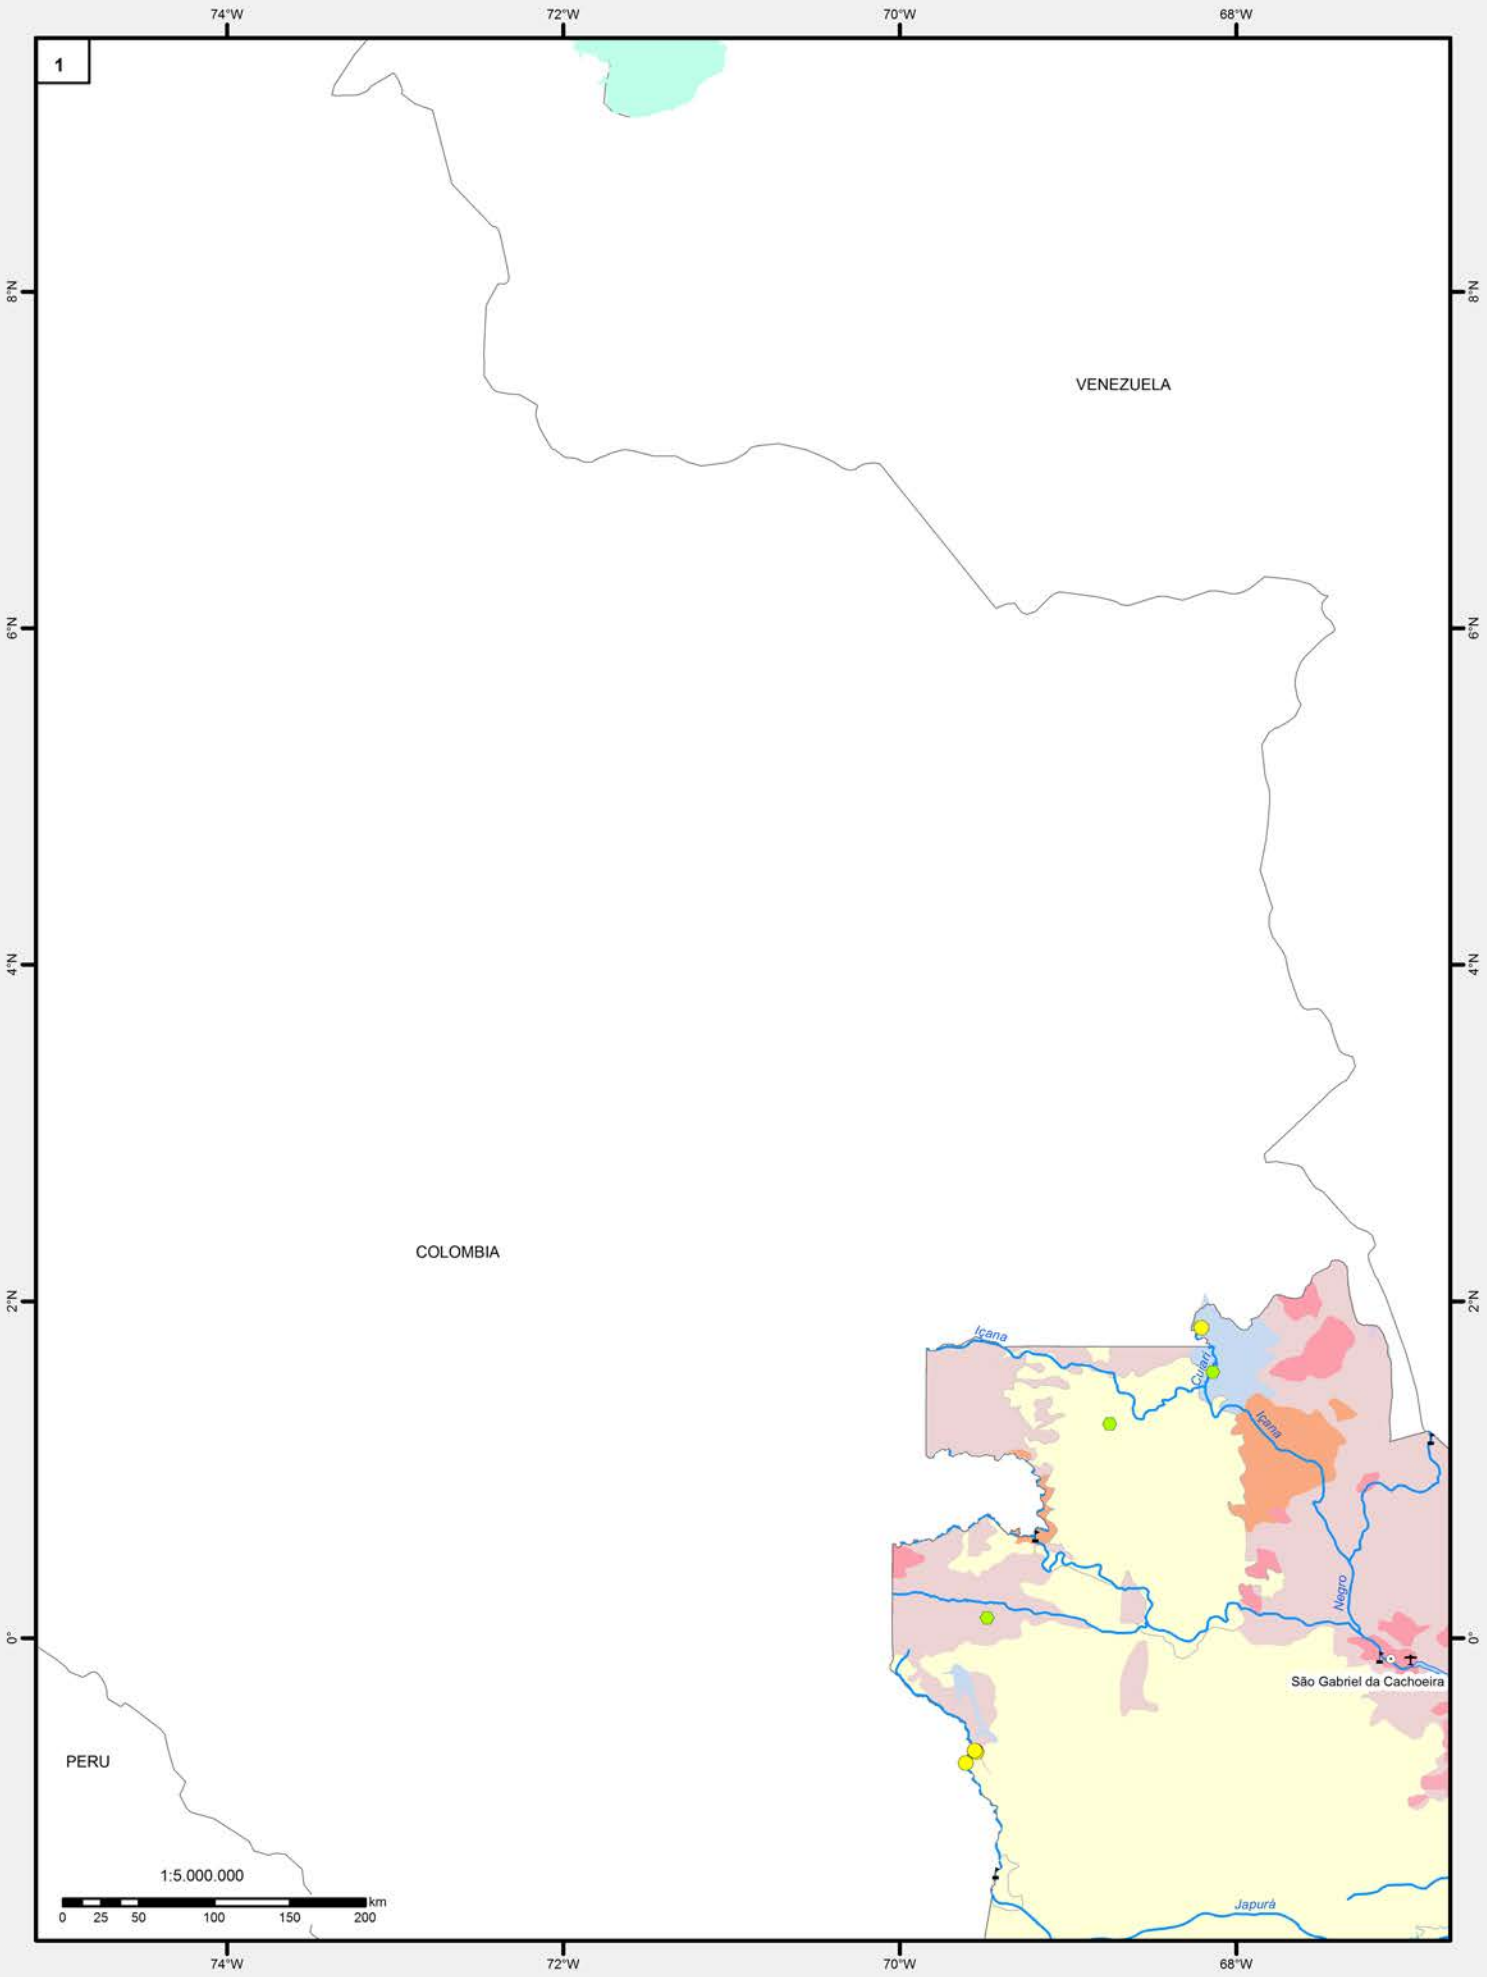 74°W
72°W
70°W
68°W
1
8°N
8°N
VENEZUELA
6°N
6°N
4°N
4°N
COLOMBIA
2°N
2°N
Içana
Cuiari
Içana
Negro
0°
0°
São Gabriel da Cachoeira
PERU
1:5.000.000
km
0 25 50 100 150 200
Japurá
74°W
72°W
70°W
68°W